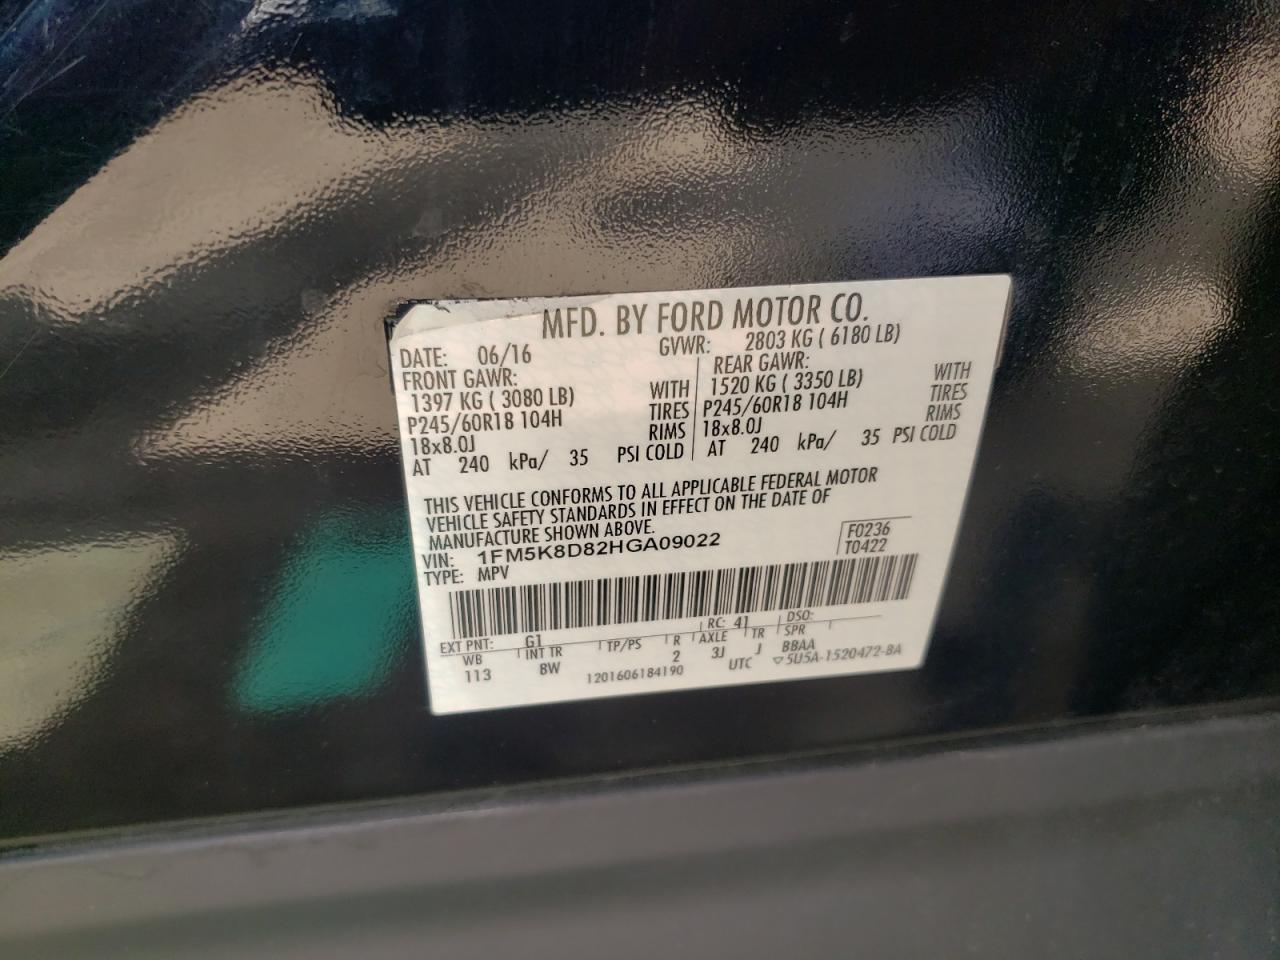 MFD. BY FORD MOTOR CO.
DATE: 06/16 GVWR: 2803 KG ( 6180 LB)
FRONT GAWR: REAR GAWR:
1397 KG ( 3080 LB) WITH 1520 KG ( 3350 LB) WITH
P245/60R18 104H TIRES P245/60R18 104H TIRES
18x8.0J RIMS 18x8.0J RIMS
AT 240 kPa/ 35 PSI COLD AT 240 kPa/ 35 PSI COLD
THIS VEHICLE CONFORMS TO ALL APPLICABLE FEDERAL MOTOR
VEHICLE SAFETY STANDARDS IN EFFECT ON THE DATE OF
MANUFACTURE SHOWN ABOVE.
VIN: 1FM5K8D82HGA09022 F0236
TYPE: MPV T0422
EXT PNT: G1 RC: 41 DSO:
WB INT TR TP/PS R AXLE TR SPR
113 BW 2 3J J BBAA
1201606184190 UTC ▽5U5A-1520472-BA